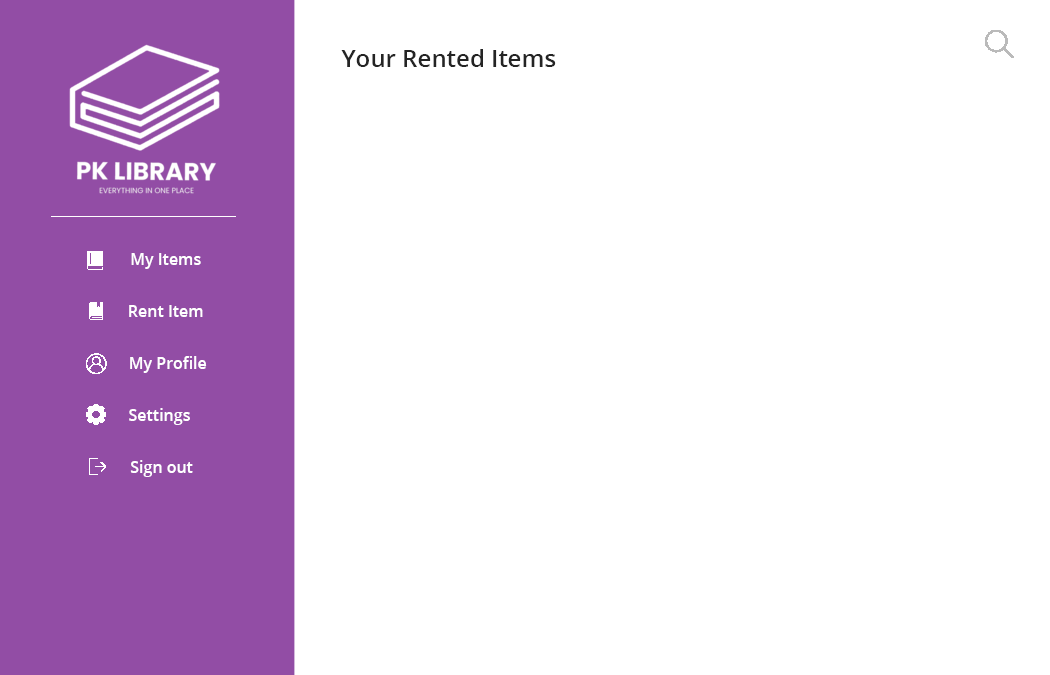 PK LIBRARY
EVERYTHING IN ONE PLACE
My Items
Rent Item
My Profile
Settings
Sign out
Your Rented Items